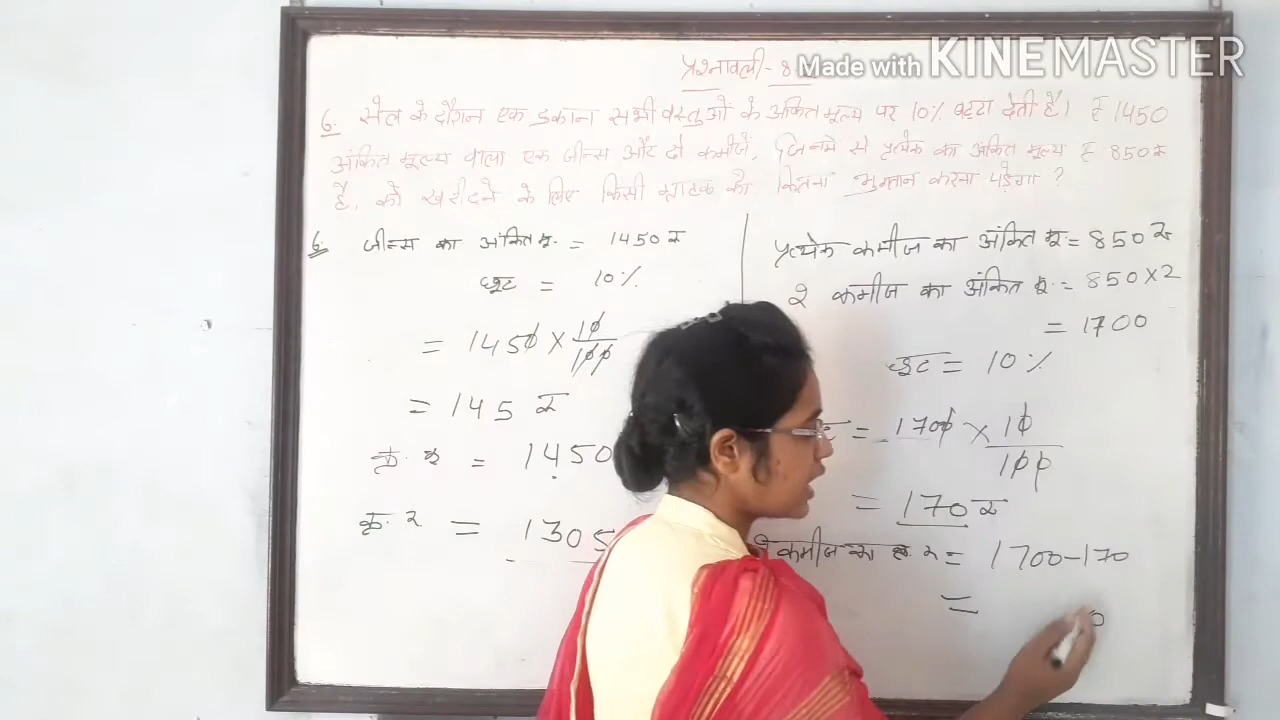 प्रश्नावली - 8
Made with KINEMASTER
6. सेल के दौरान एक दुकान सभी वस्तुओं के अंकित मूल्य पर 10% बट्टा देती है। ₹ 1450
अंकित मूल्य वाला एक जीन्स और दो कमीजें, जिनमें से प्रत्येक का अंकित मूल्य ₹ 850 रु
है, को खरीदने के लिए किसी ग्राहक को कितना भुगतान करना पड़ेगा ?
6. जीन्स का अंकित मू. = 1450 रु
छूट = 10%
= 1450 × 10/100
= 145 रु
क्र. मू = 1450
क्र. मू = 1305
प्रत्येक कमीज का अंकित मू. = 850 रु
2 कमीज का अंकित मू. = 850 × 2
= 1700
छूट = 10%
= 1700 × 10/100
= 170 रु
कमीज का क्र. मू = 1700 - 170
= 0